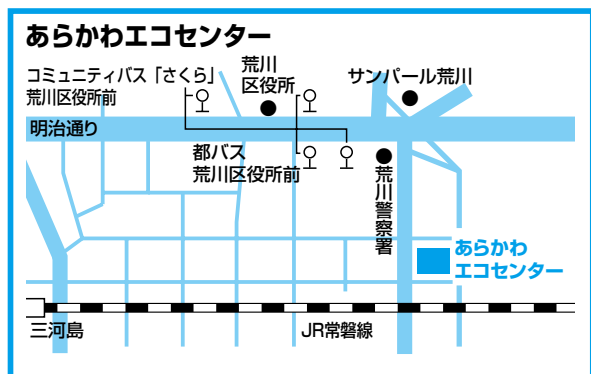 あらかわエコセンター
コミュニティバス「さくら」
荒川区役所前
荒川
区役所
サンパール荒川
明治通り
都バス
荒川区役所前
荒川警察署
あらかわ
エコセンター
三河島
JR常磐線